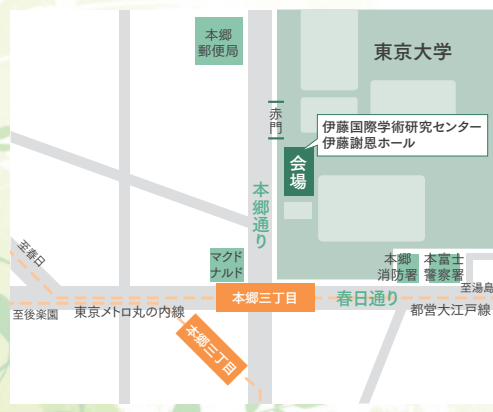 本郷
郵便局
東京大学
赤門
伊藤国際学術研究センター
伊藤謝恩ホール
会場
本郷通り
マクド
ナルド
本郷
消防署
本富士
警察署
至春日
至湯島
本郷三丁目
春日通り
至後楽園
東京メトロ丸の内線
都営大江戸線
本郷三丁目